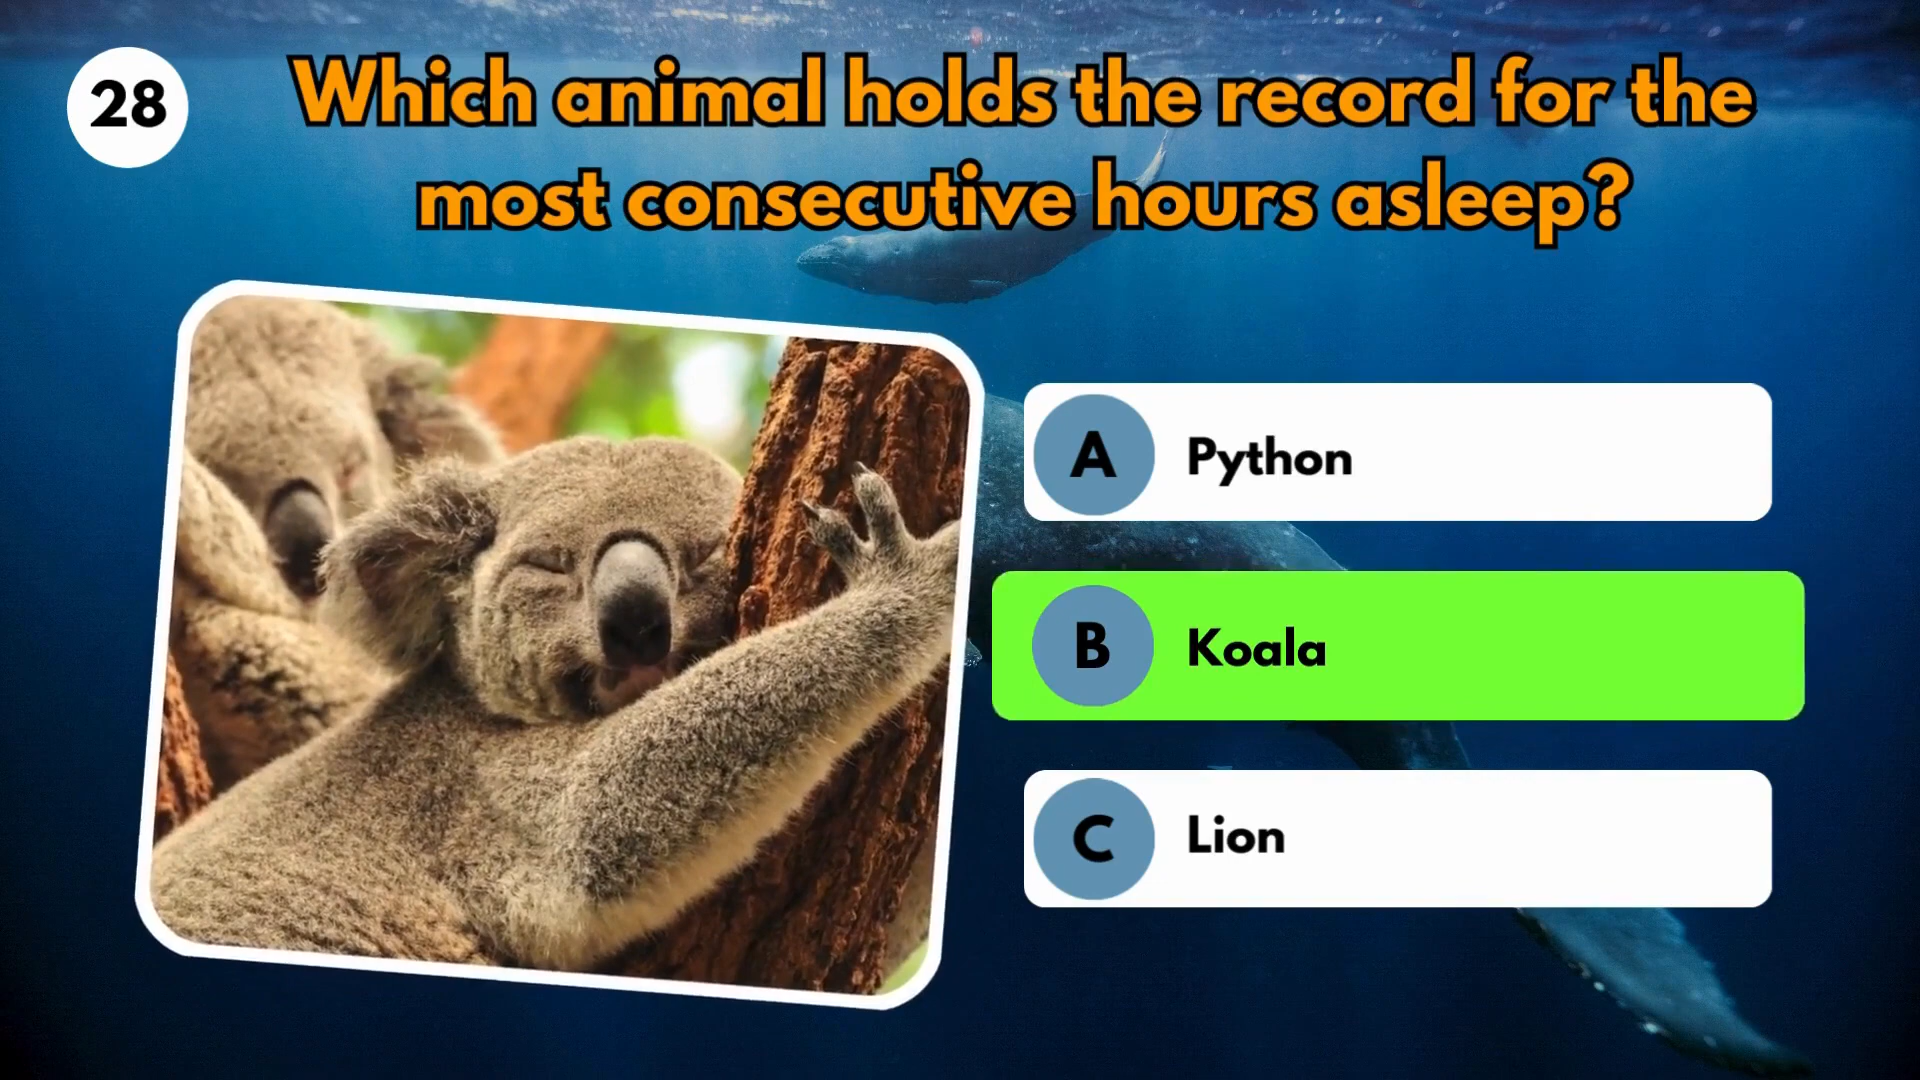 28
Which animal holds the record for the
most consecutive hours asleep?
A Python
B Koala
C Lion